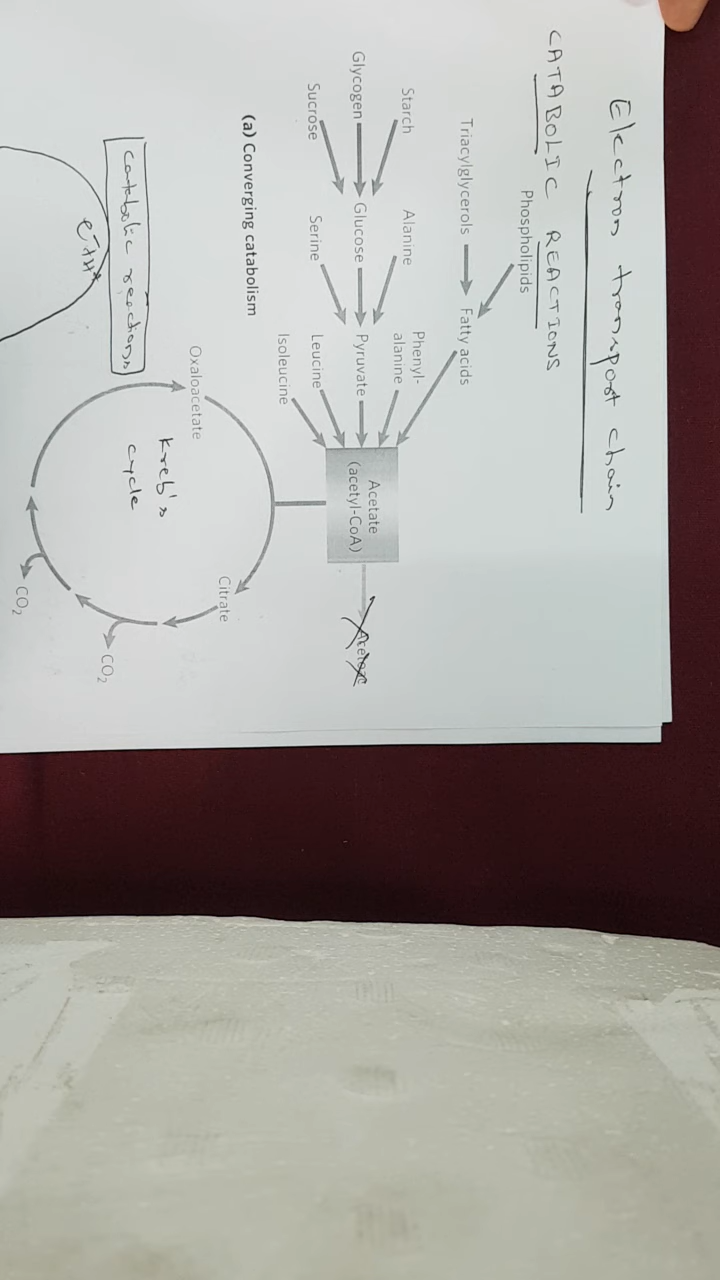 Electron transport chain
CATABOLIC REACTIONS
Phospholipids
Triacylglycerols
Fatty acids
Starch
Alanine
Phenyl-
alanine
Glycogen
Glucose
Pyruvate
Acetate
(acetyl-CoA)
Sucrose
Serine
Leucine
Isoleucine
(a) Converging catabolism
Citrate
Oxaloacetate
Kreb's
cycle
CO₂
CO₂
Catabolic reactions